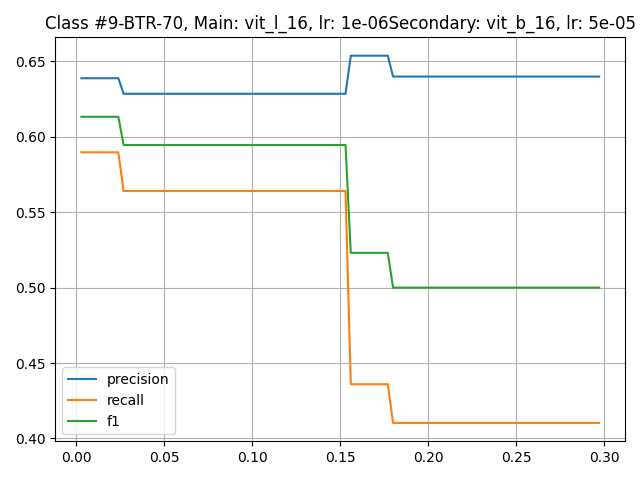 Class #9-BTR-70, Main: vit_l_16, lr: 1e-06Secondary: vit_b_16, lr: 5e-05
0.65
0.60
0.55
0.50
0.45
0.40
precision
recall
f1
0.00 0.05 0.10 0.15 0.20 0.25 0.30